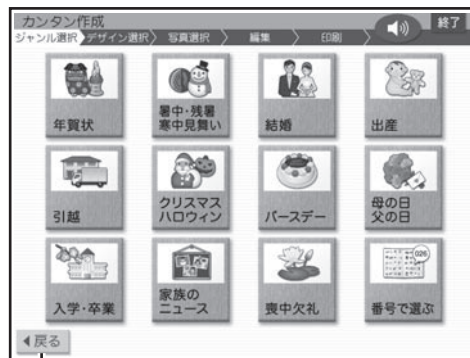 カンタン作成
終了
ジャンル選択 デザイン選択 写真選択 編集 印刷
年賀状
暑中・残暑
寒中見舞い
結婚
出産
引越
クリスマス
ハロウィン
バースデー
母の日
父の日
入学・卒業
家族の
ニュース
喪中欠礼
026
番号で選ぶ
戻る